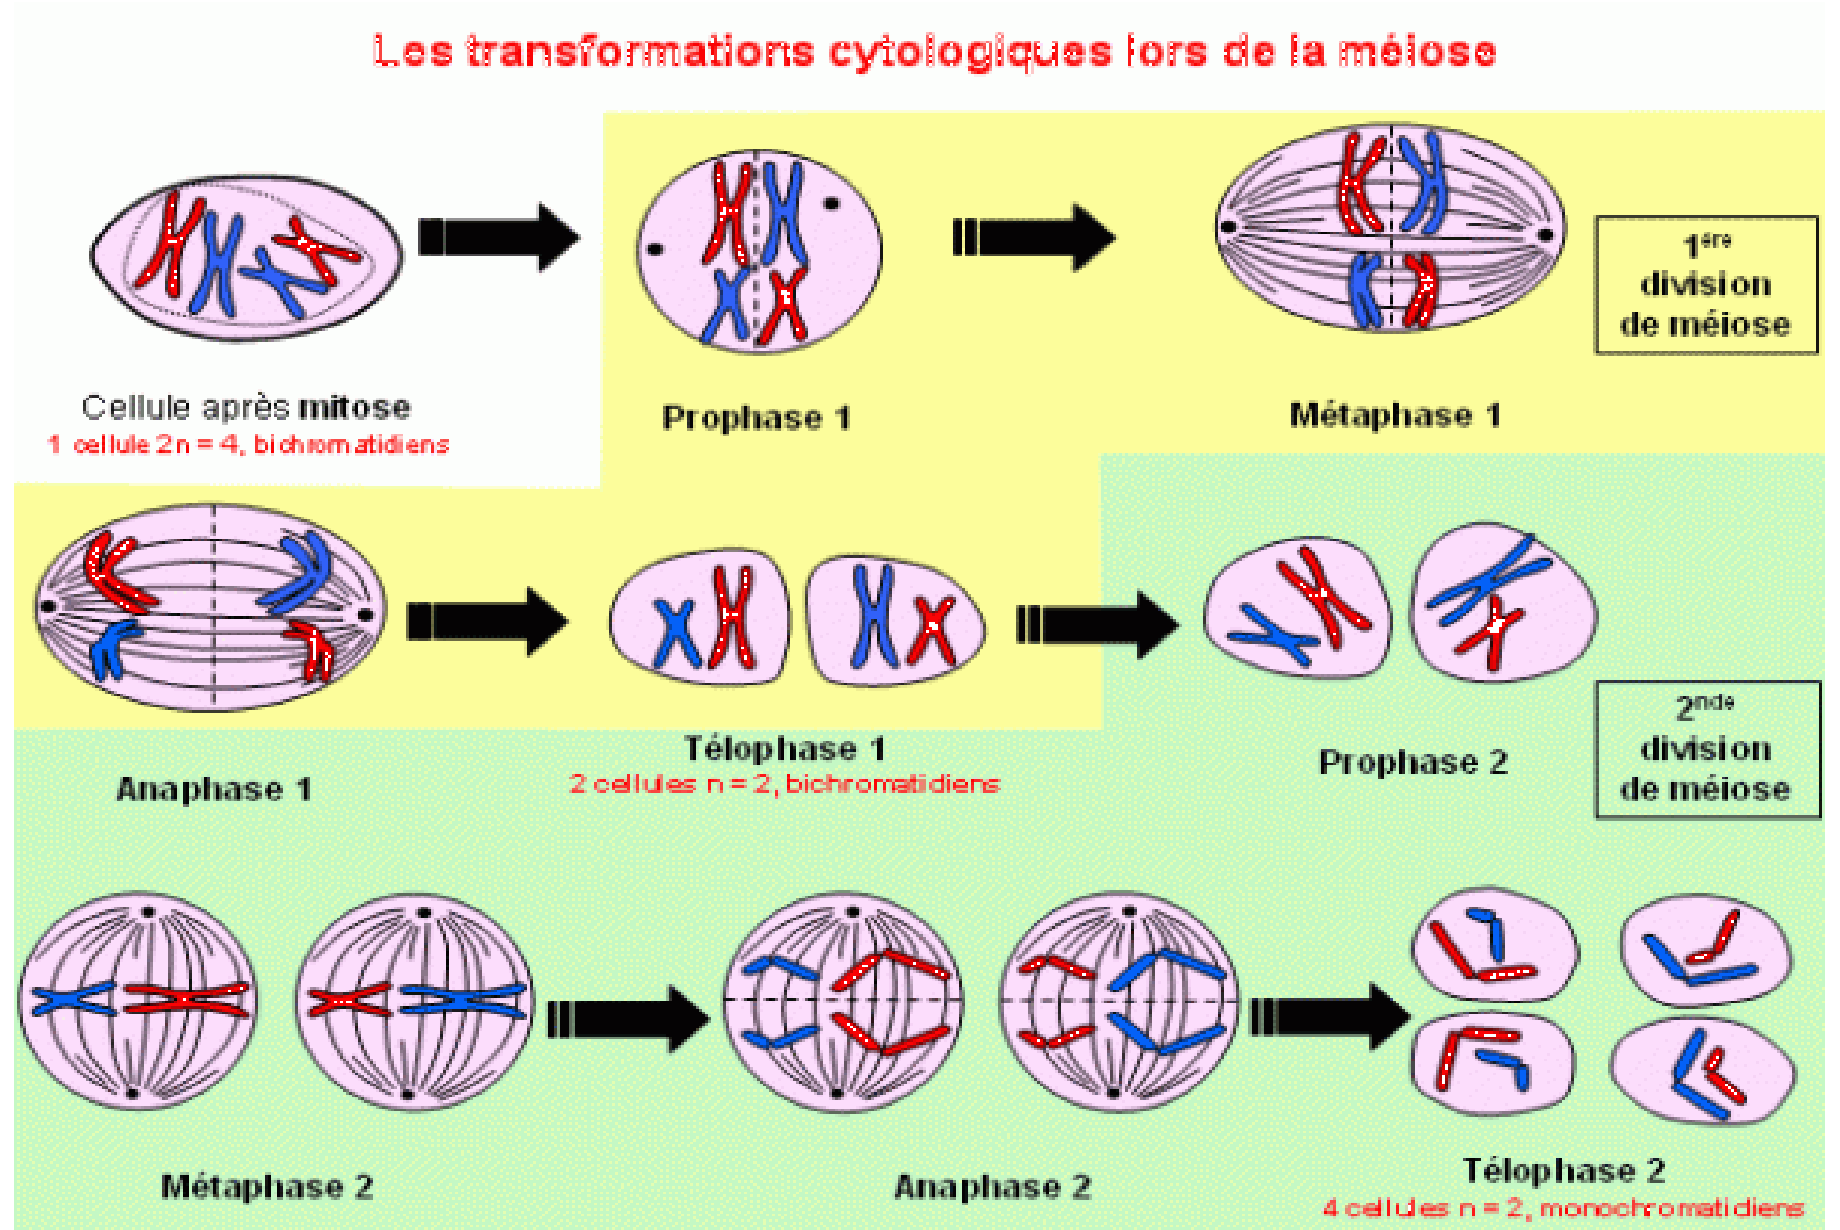 Les transformations cytologiques lors de la méiose
1ère
division
de méiose
Cellule après mitose
1 cellule 2n = 4, bichromatidiens
Prophase 1
Métaphase 1
Anaphase 1
Télophase 1
2 cellules n = 2, bichromatidiens
Prophase 2
2nde
division
de méiose
Métaphase 2
Anaphase 2
Télophase 2
4 cellules n = 2, monochromatidiens